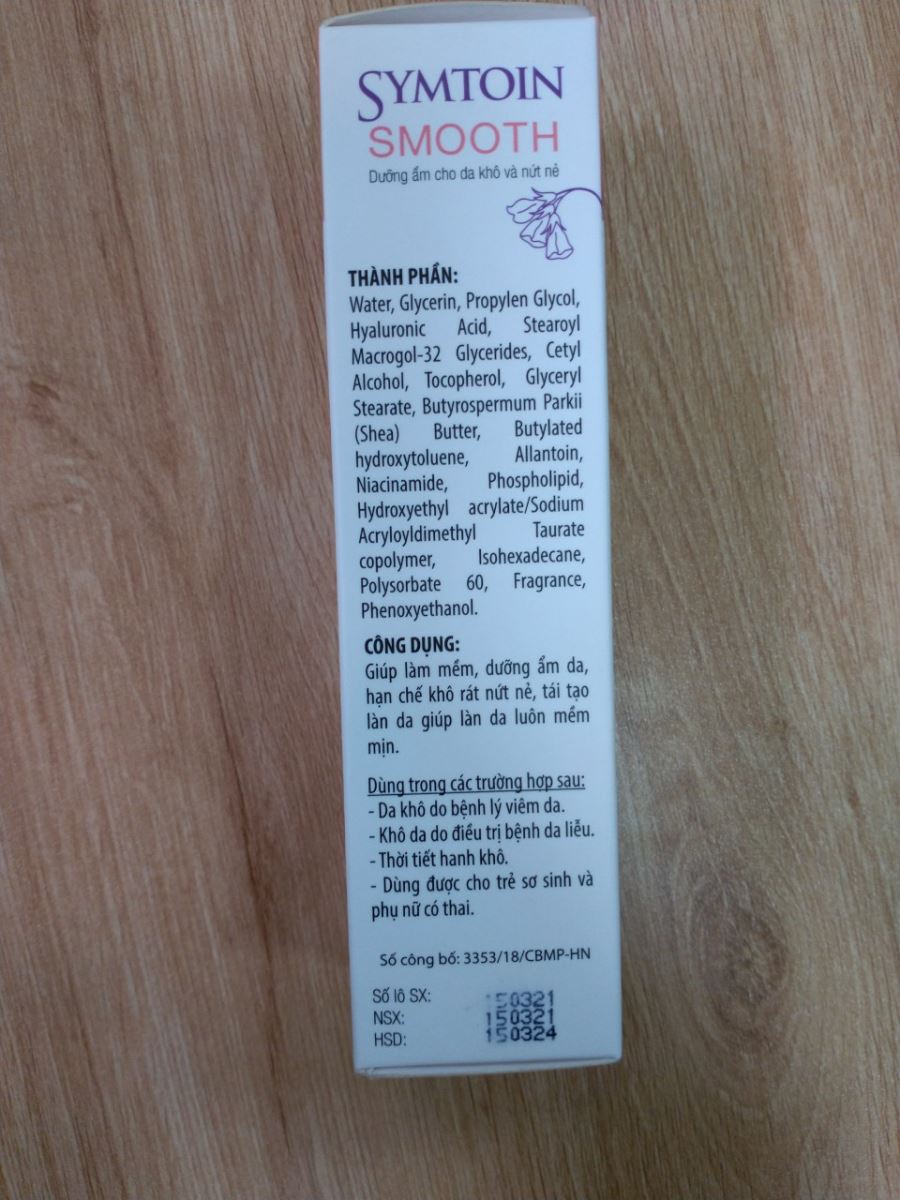 SYMTOIN
SMOOTH
Dưỡng ẩm cho da khô và nứt nẻ
THÀNH PHẦN:
Water, Glycerin, Propylen Glycol,
Hyaluronic Acid, Stearoyl
Macrogol-32 Glycerides, Cetyl
Alcohol, Tocopherol, Glyceryl
Stearate, Butyrospermum Parkii
(Shea) Butter, Butylated
hydroxytoluene, Allantoin,
Niacinamide, Phospholipid,
Hydroxyethyl acrylate/Sodium
Acryloyldimethyl Taurate
copolymer, Isohexadecane,
Polysorbate 60, Fragrance,
Phenoxyethanol.
CÔNG DỤNG:
Giúp làm mềm, dưỡng ẩm da,
hạn chế khô rát nứt nẻ, tái tạo
làn da giúp làn da luôn mềm
mịn.
Dùng trong các trường hợp sau:
- Da khô do bệnh lý viêm da.
- Khô da do điều trị bệnh da liễu.
- Thời tiết hanh khô.
- Dùng được cho trẻ sơ sinh và
phụ nữ có thai.
Số công bố: 3353/18/CBMP-HN
Số lô SX: 150321
NSX: 150321
HSD: 150324